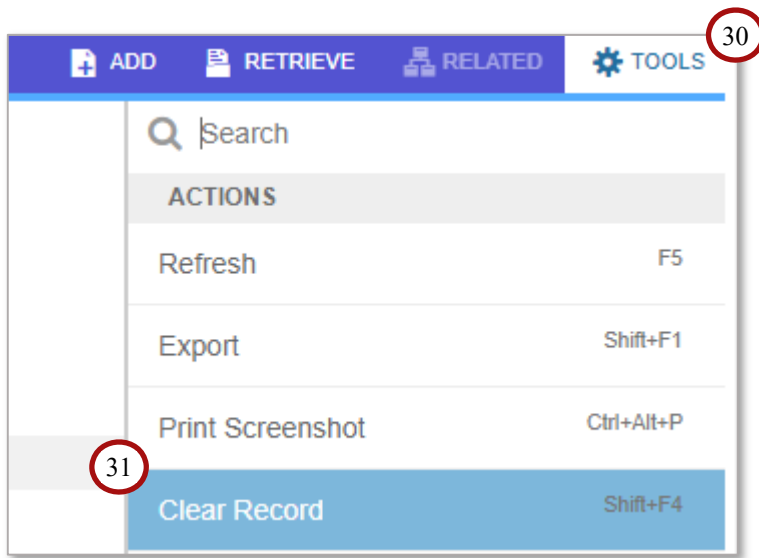 30
ADD RETRIEVE RELATED TOOLS
Search
ACTIONS
Refresh F5
Export Shift+F1
Print Screenshot Ctrl+Alt+P
31
Clear Record Shift+F4